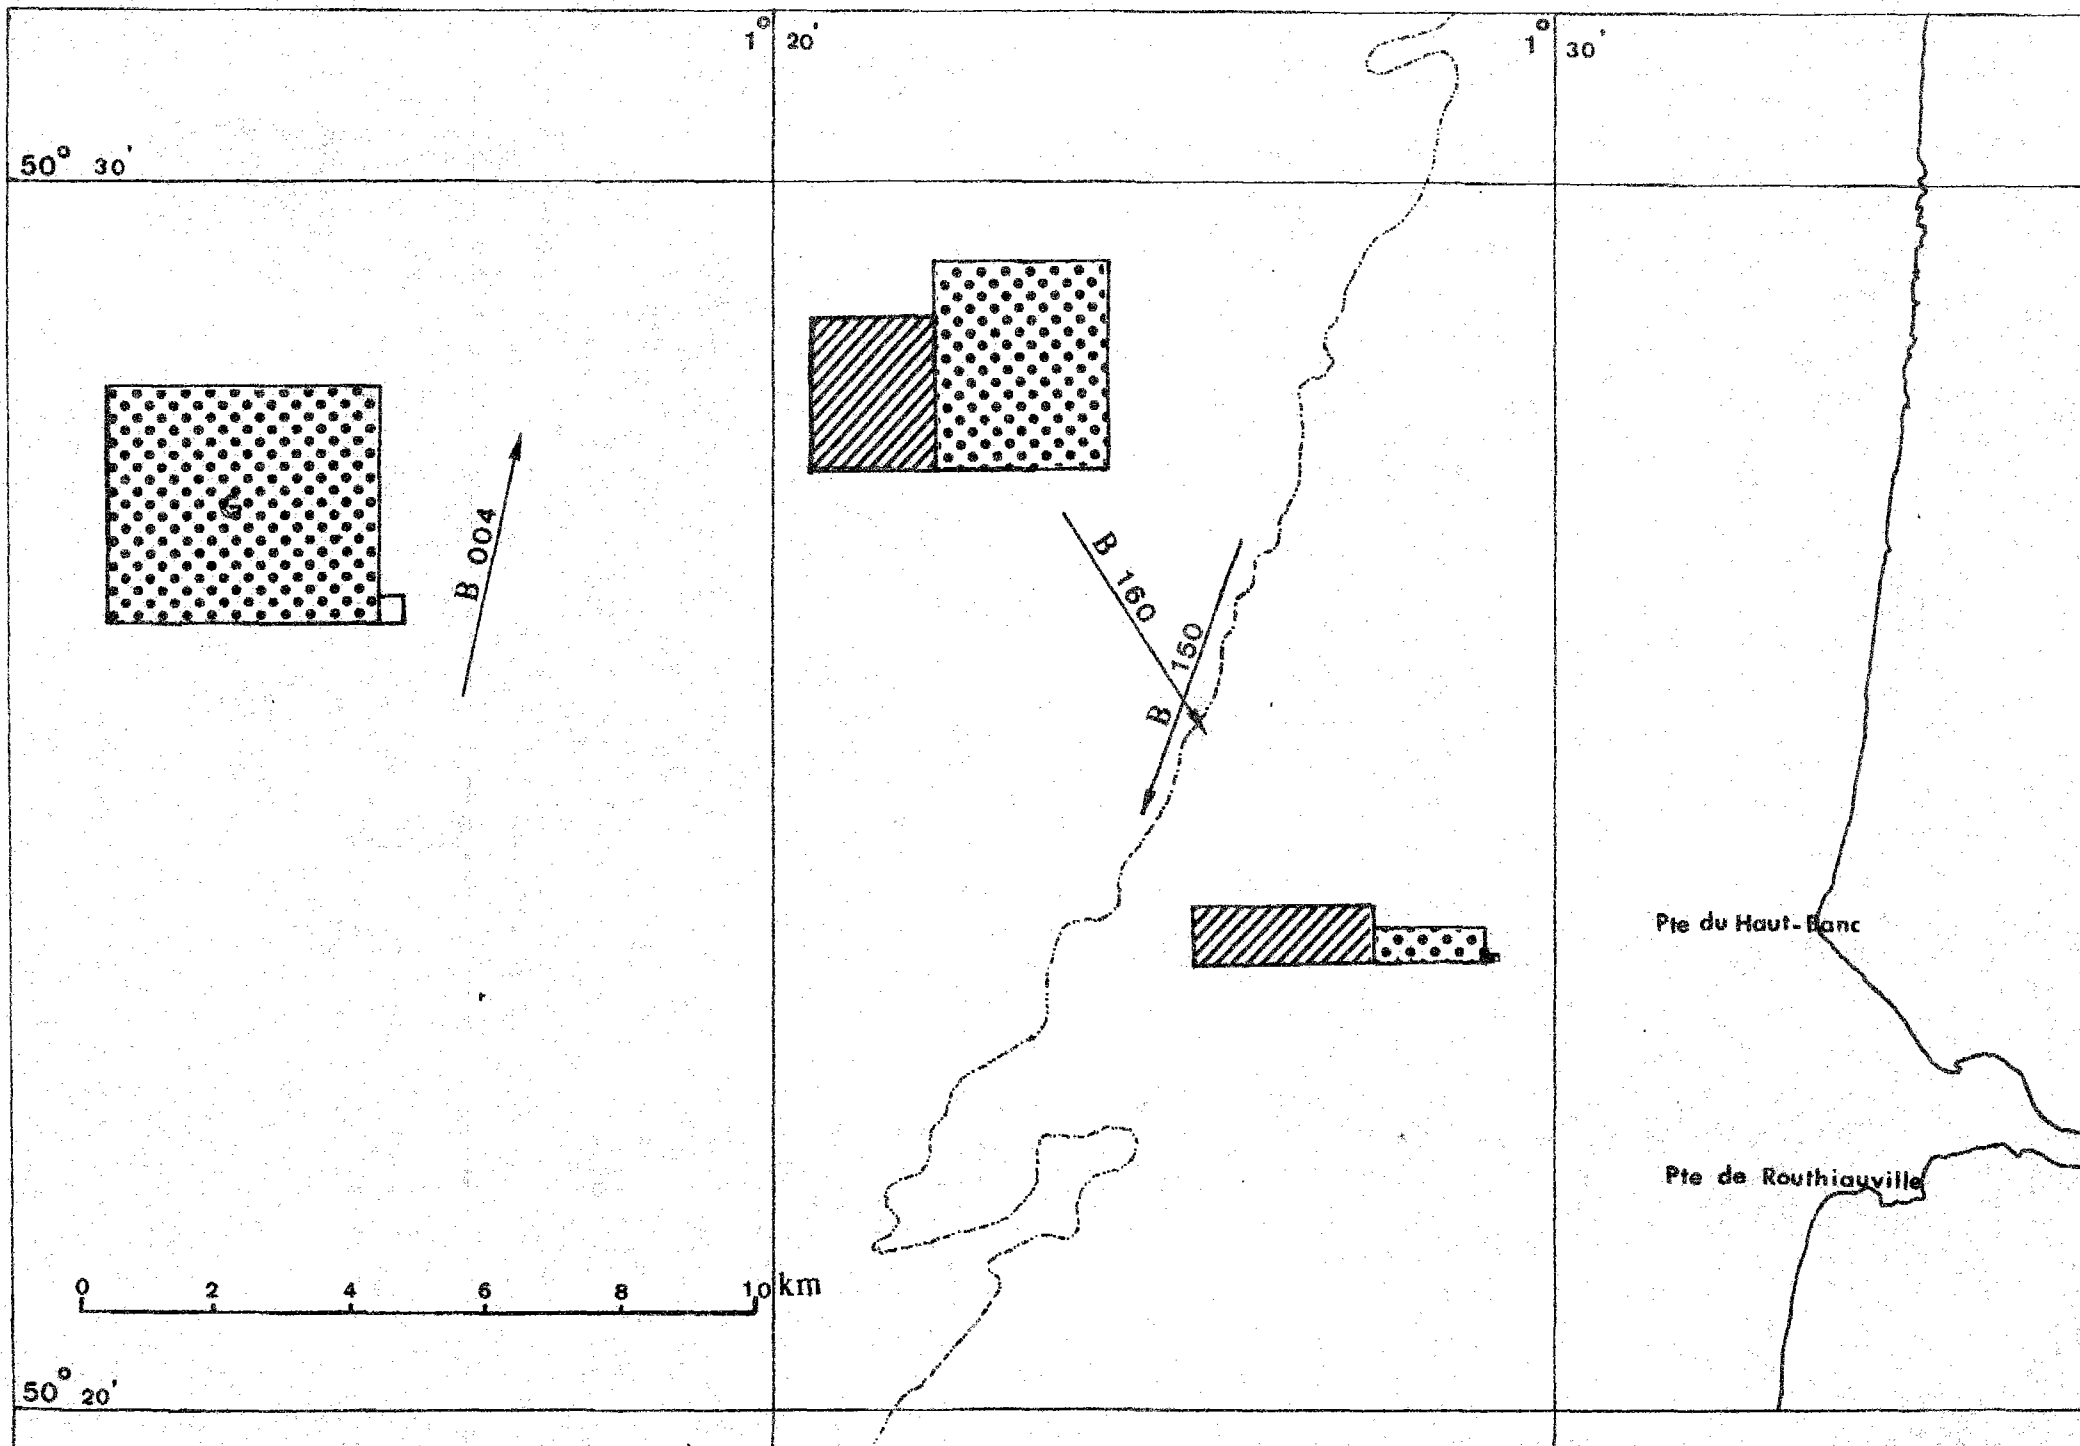 1° 20'
1° 30'
50° 30'
B 004
B 160
B 150
Pte du Haut-Banc
Pte de Routhiauville
0 2 4 6 8 10 km
50° 20'